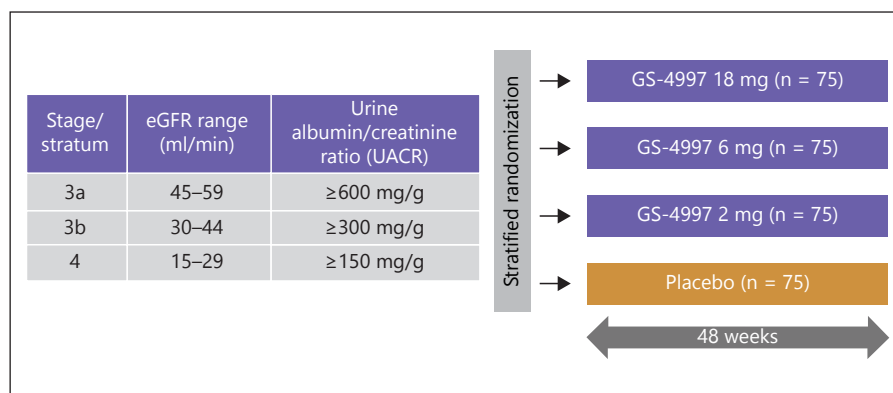 Stage/
stratum
eGFR range
(ml/min)
Urine
albumin/creatinine
ratio (UACR)
3a
45–59
≥600 mg/g
3b
30–44
≥300 mg/g
4
15–29
≥150 mg/g
Stratified randomization
GS-4997 18 mg (n = 75)
GS-4997 6 mg (n = 75)
GS-4997 2 mg (n = 75)
Placebo (n = 75)
48 weeks